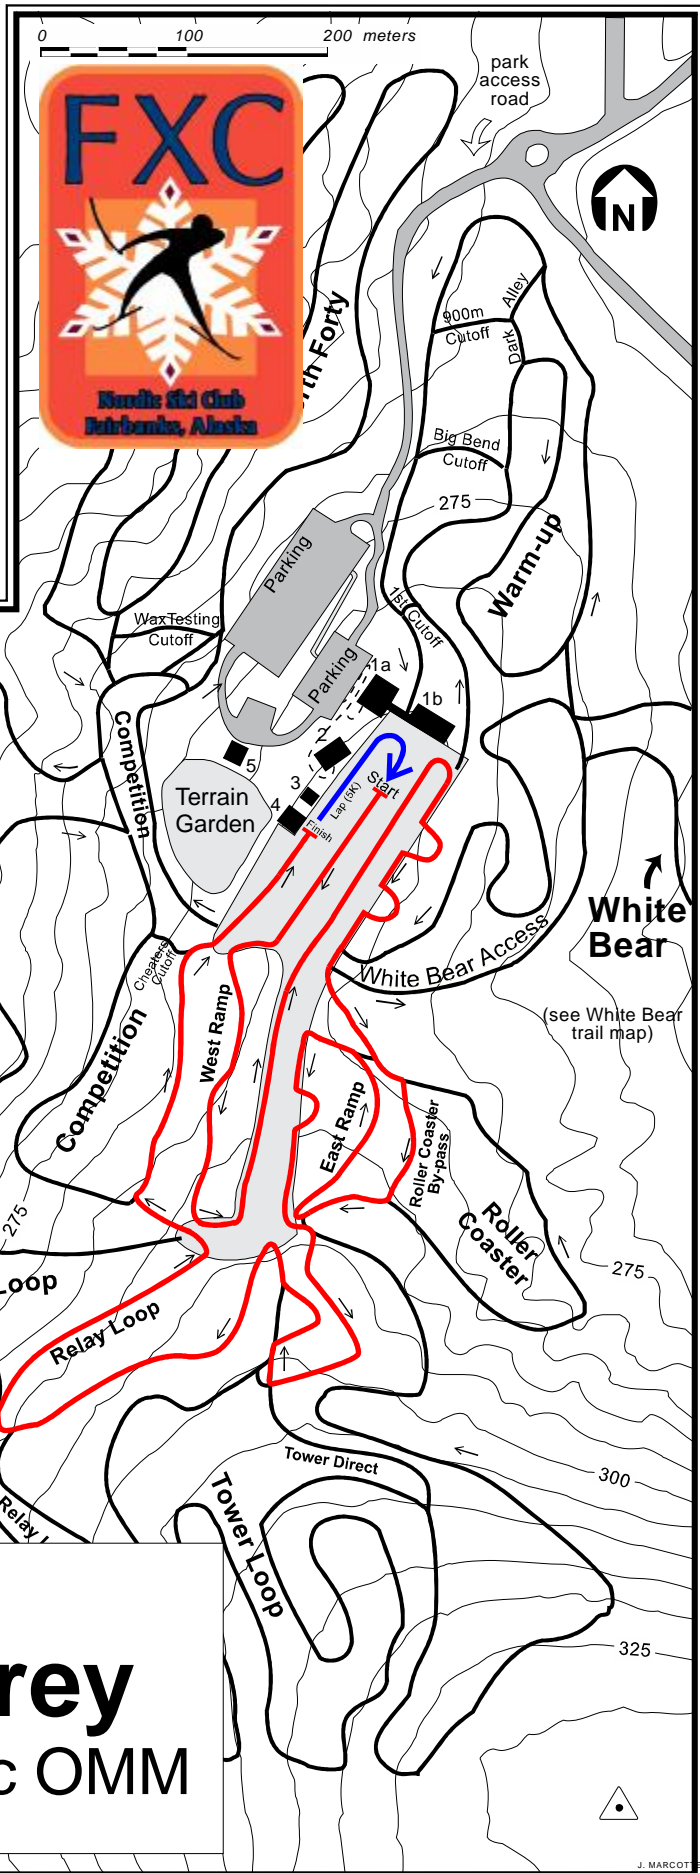 0 100 200 meters
FXC
Nordic Ski Club
Fairbanks, Alaska
park
access
road
N
rth Forty
900m
Cutoff
Dark Alley
Big Bend
Cutoff
275
Warm-up
Parking
1st Cutoff
WaxTesting
Cutoff
Parking
1a
1b
2
5
3
4
Competition
Terrain
Garden
Start
Lap (5K)
Finish
White
Bear
White Bear Access
(see White Bear
trail map)
Cheaters
Cutoff
West Ramp
Competition
East Ramp
Roller Coaster
By-pass
Roller
Coaster
275
275
Loop
Relay Loop
Tower Direct
300
Tower Loop
Relay
325
rey
c OMM
J. MARCOT